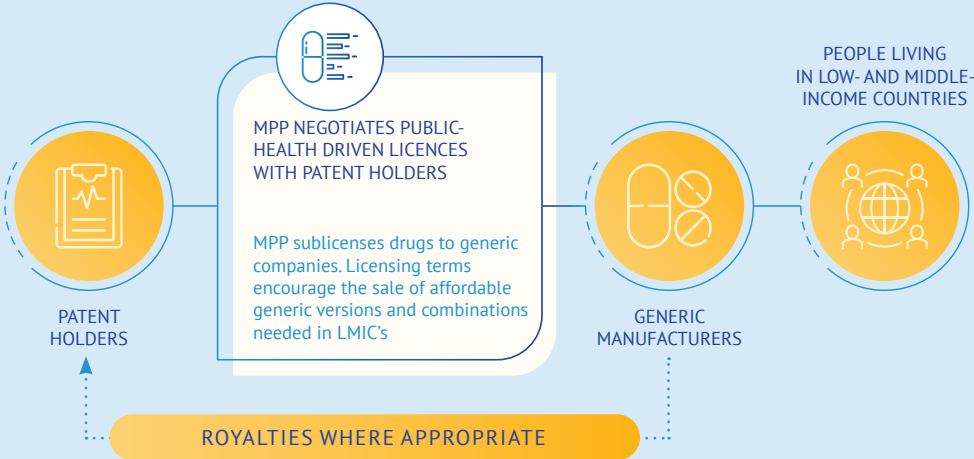 PEOPLE LIVING
IN LOW- AND MIDDLE-
INCOME COUNTRIES
MPP NEGOTIATES PUBLIC-
HEALTH DRIVEN LICENCES
WITH PATENT HOLDERS
MPP sublicenses drugs to generic
companies. Licensing terms
encourage the sale of affordable
generic versions and combinations
needed in LMIC's
PATENT
HOLDERS
GENERIC
MANUFACTURERS
ROYALTIES WHERE APPROPRIATE